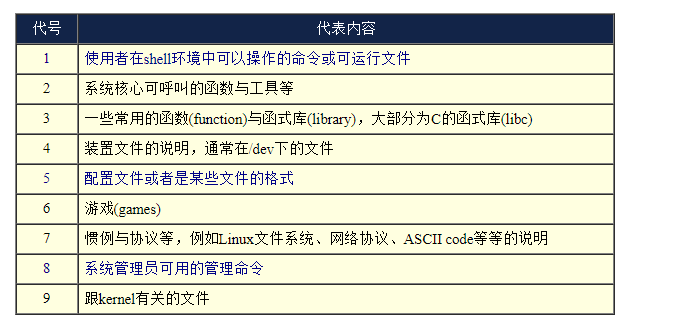 代号 代表内容
1 使用者在shell环境中可以操作的命令或可运行文件
2 系统核心可呼叫的函数与工具等
3 一些常用的函数(function)与函式库(library)，大部分为C的函式库(libc)
4 装置文件的说明，通常在/dev下的文件
5 配置文件或者是某些文件的格式
6 游戏(games)
7 惯例与协议等，例如Linux文件系统、网络协议、ASCII code等等的说明
8 系统管理员可用的管理命令
9 跟kernel有关的文件